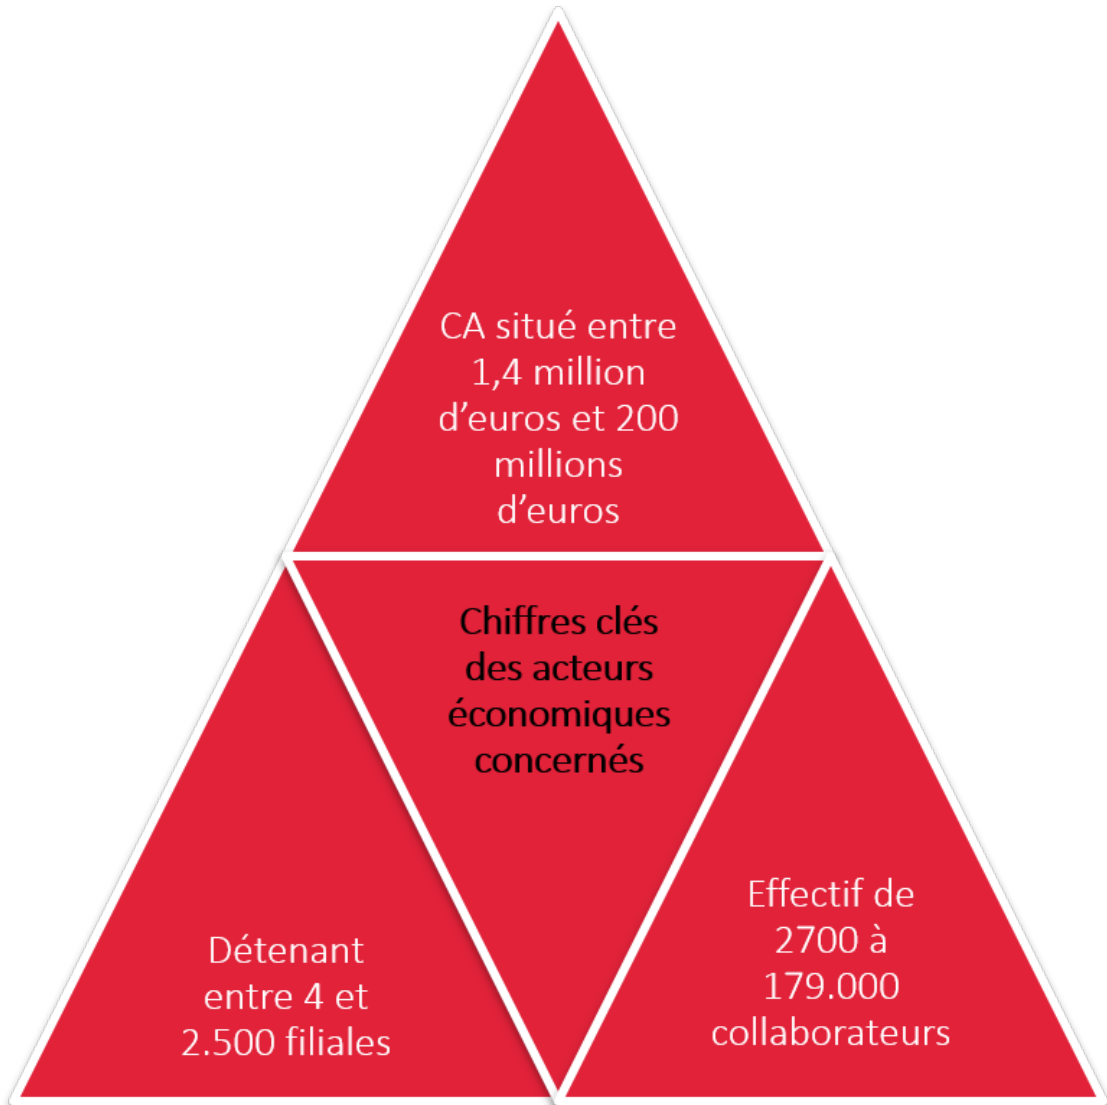 CA situé entre
1,4 million
d’euros et 200
millions
d’euros
Chiffres clés
des acteurs
économiques
concernés
Détenant
entre 4 et
2.500 filiales
Effectif de
2700 à
179.000
collaborateurs